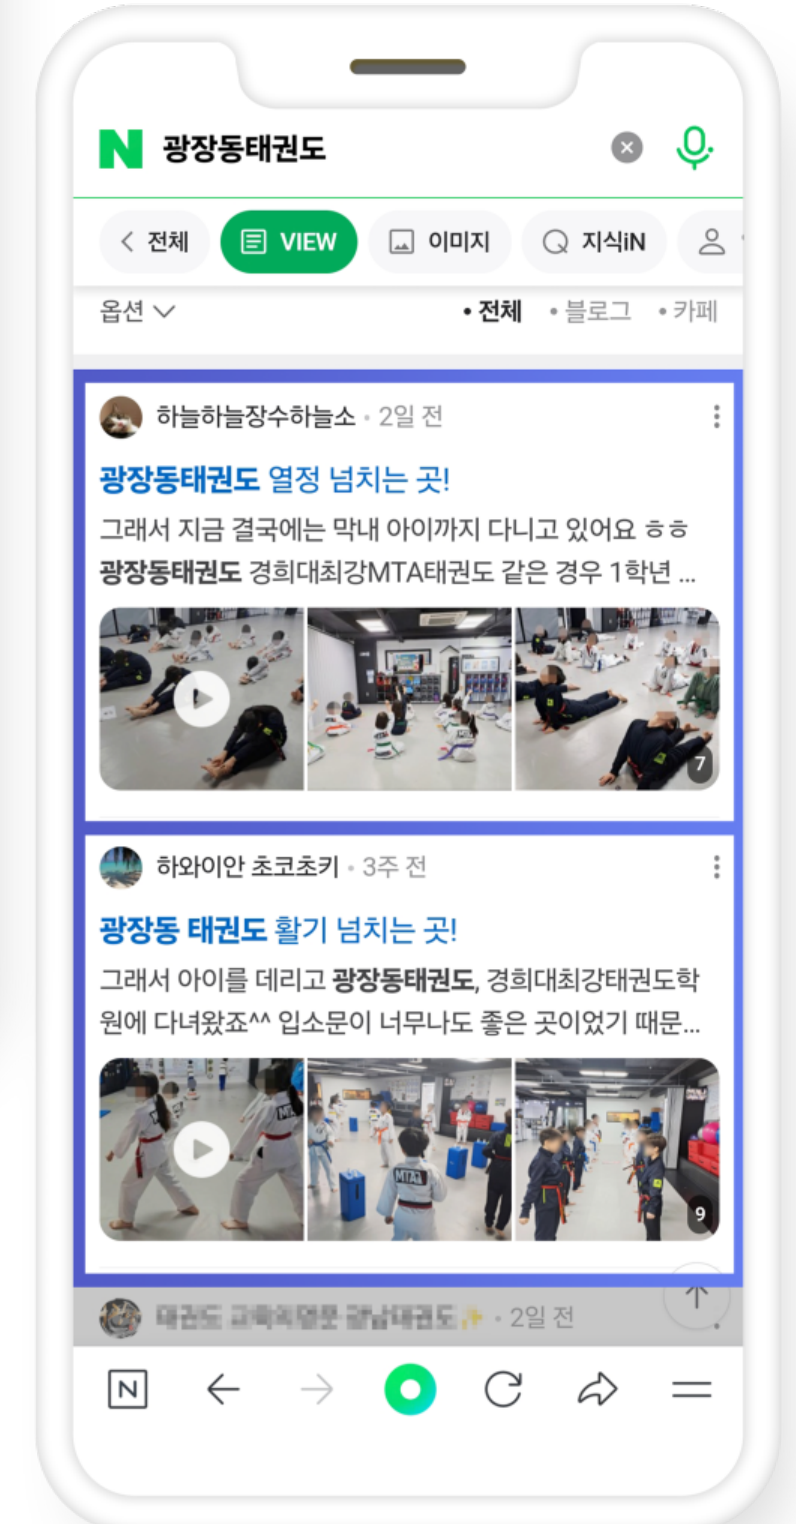 N 광장동태권도
전체 VIEW 이미지 지식iN
옵션 • 전체 • 블로그 • 카페
하늘하늘장수하늘소 · 2일 전
광장동태권도 열정 넘치는 곳!
그래서 지금 결국에는 막내 아이까지 다니고 있어요 ㅎㅎ
광장동태권도 경희대최강MTA태권도 같은 경우 1학년 ...
7
하와이안 초코초키 · 3주 전
광장동 태권도 활기 넘치는 곳!
그래서 아이를 데리고 광장동태권도, 경희대최강태권도학
원에 다녀왔죠^^ 입소문이 너무나도 좋은 곳이었기 때문...
MTA
9
· 2일 전
N